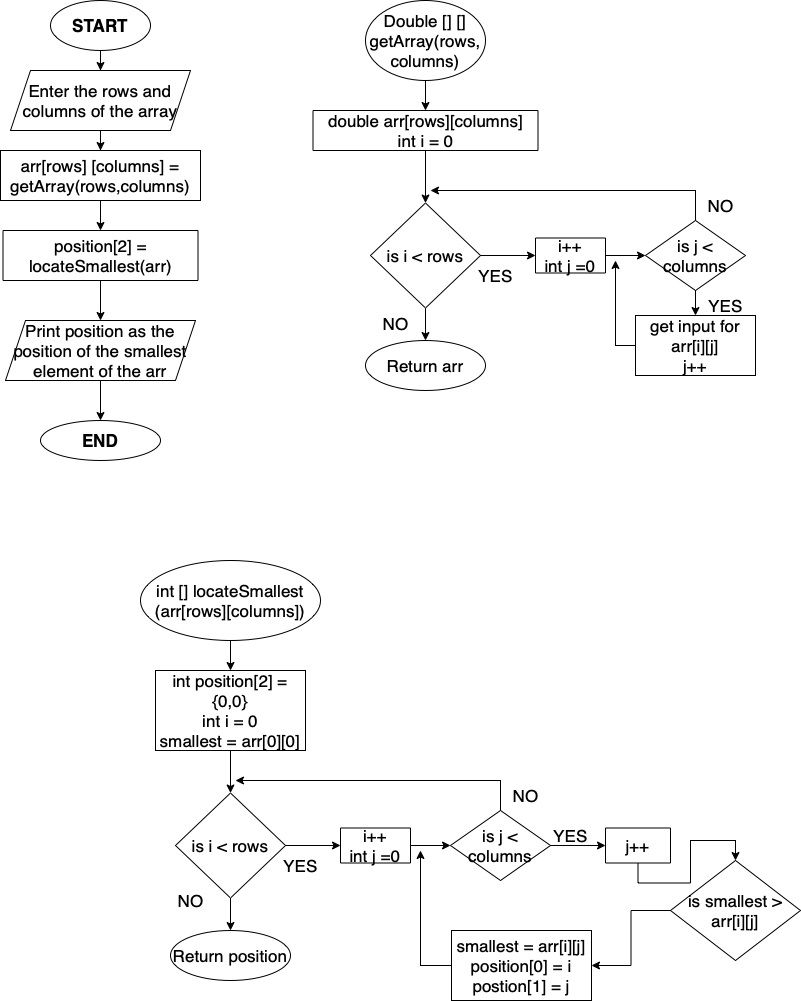 START
Enter the rows and
columns of the array
arr[rows] [columns] =
getArray(rows,columns)
position[2] =
locateSmallest(arr)
Print position as the
position of the smallest
element of the arr
END
Double [] []
getArray(rows,
columns)
double arr[rows][columns]
int i = 0
is i < rows
YES
NO
i++
int j =0
is j <
columns
NO
YES
get input for
arr[i][j]
j++
Return arr
int [] locateSmallest
(arr[rows][columns])
int position[2] =
{0,0}
int i = 0
smallest = arr[0][0]
is i < rows
YES
NO
i++
int j =0
is j <
columns
NO
YES
j++
is smallest >
arr[i][j]
smallest = arr[i][j]
position[0] = i
postion[1] = j
Return position